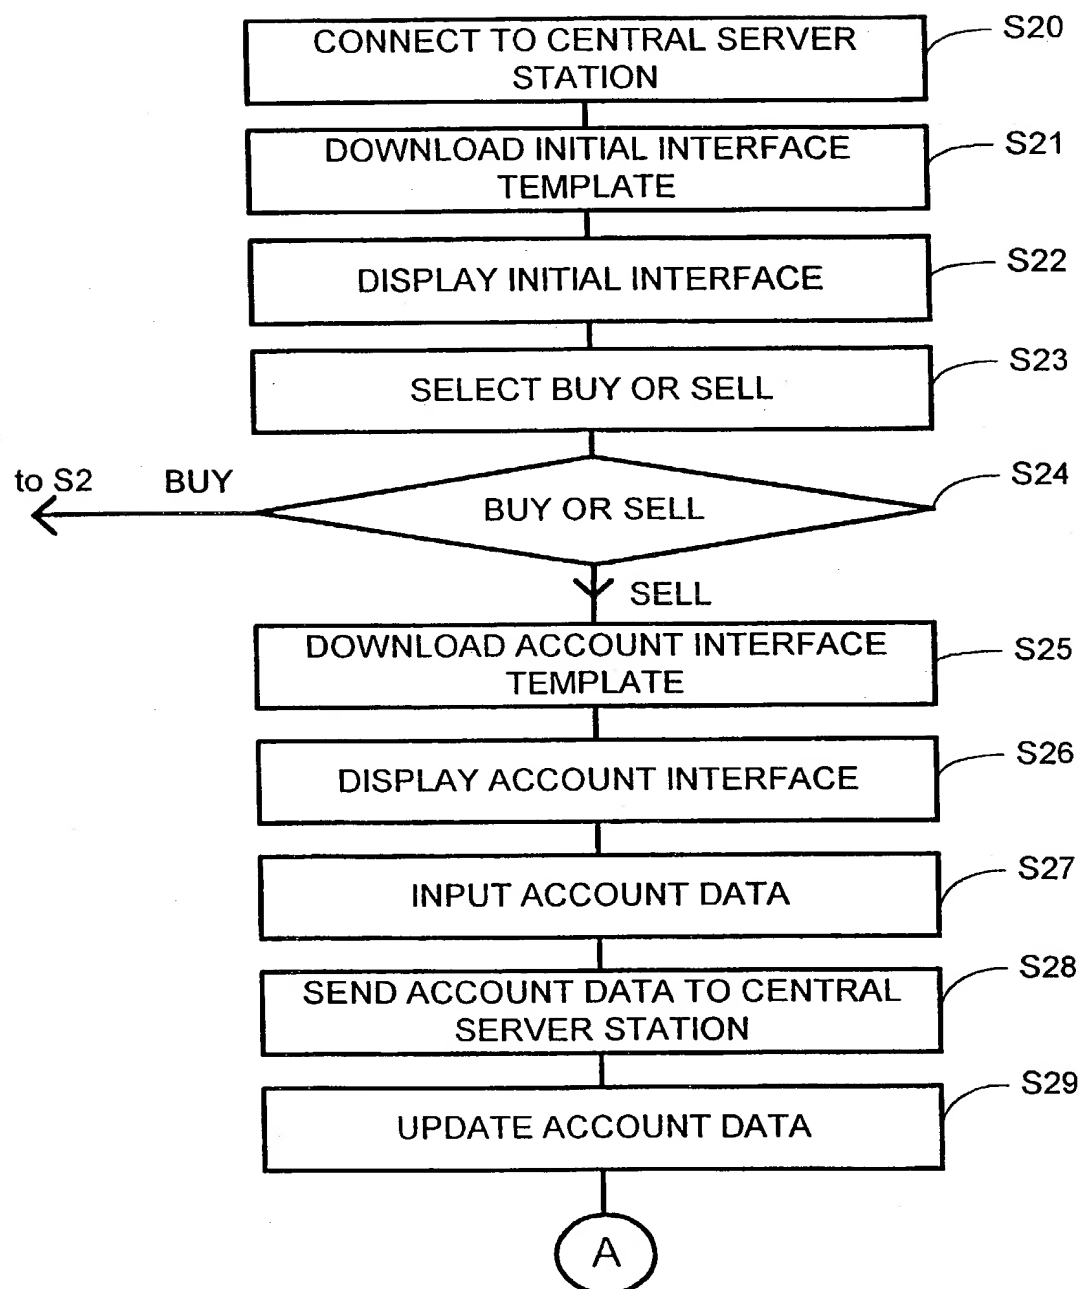 CONNECT TO CENTRAL SERVER
STATION
S20
DOWNLOAD INITIAL INTERFACE
TEMPLATE
S21
DISPLAY INITIAL INTERFACE
S22
SELECT BUY OR SELL
S23
to S2
BUY
BUY OR SELL
S24
SELL
DOWNLOAD ACCOUNT INTERFACE
TEMPLATE
S25
DISPLAY ACCOUNT INTERFACE
S26
INPUT ACCOUNT DATA
S27
SEND ACCOUNT DATA TO CENTRAL
SERVER STATION
S28
UPDATE ACCOUNT DATA
S29
A